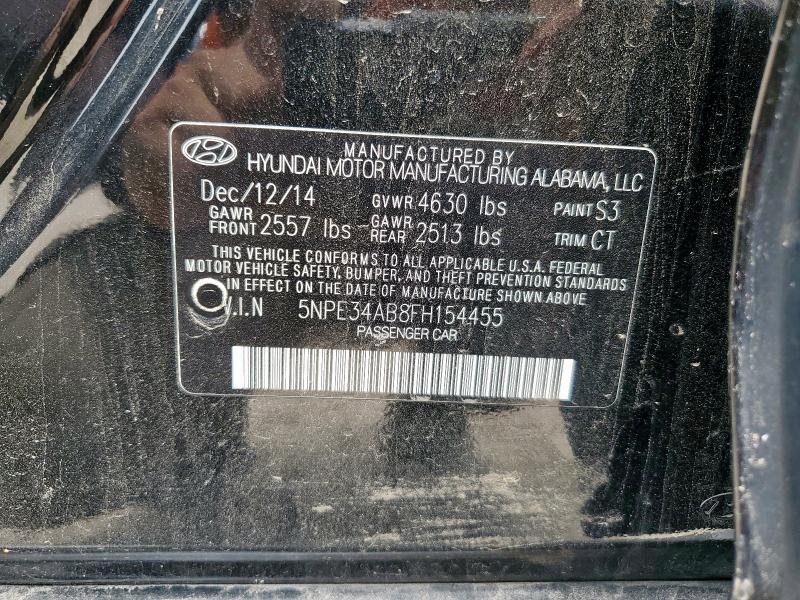 MANUFACTURED BY
HYUNDAI MOTOR MANUFACTURING ALABAMA, LLC
Dec/12/14 GVWR 4630 lbs PAINT S3
GAWR FRONT 2557 lbs GAWR REAR 2513 lbs TRIM CT
THIS VEHICLE CONFORMS TO ALL APPLICABLE U.S.A. FEDERAL
MOTOR VEHICLE SAFETY, BUMPER, AND THEFT PREVENTION STANDARDS
IN EFFECT ON THE DATE OF MANUFACTURE SHOWN ABOVE
V.I.N 5NPE34AB8FH154455
PASSENGER CAR